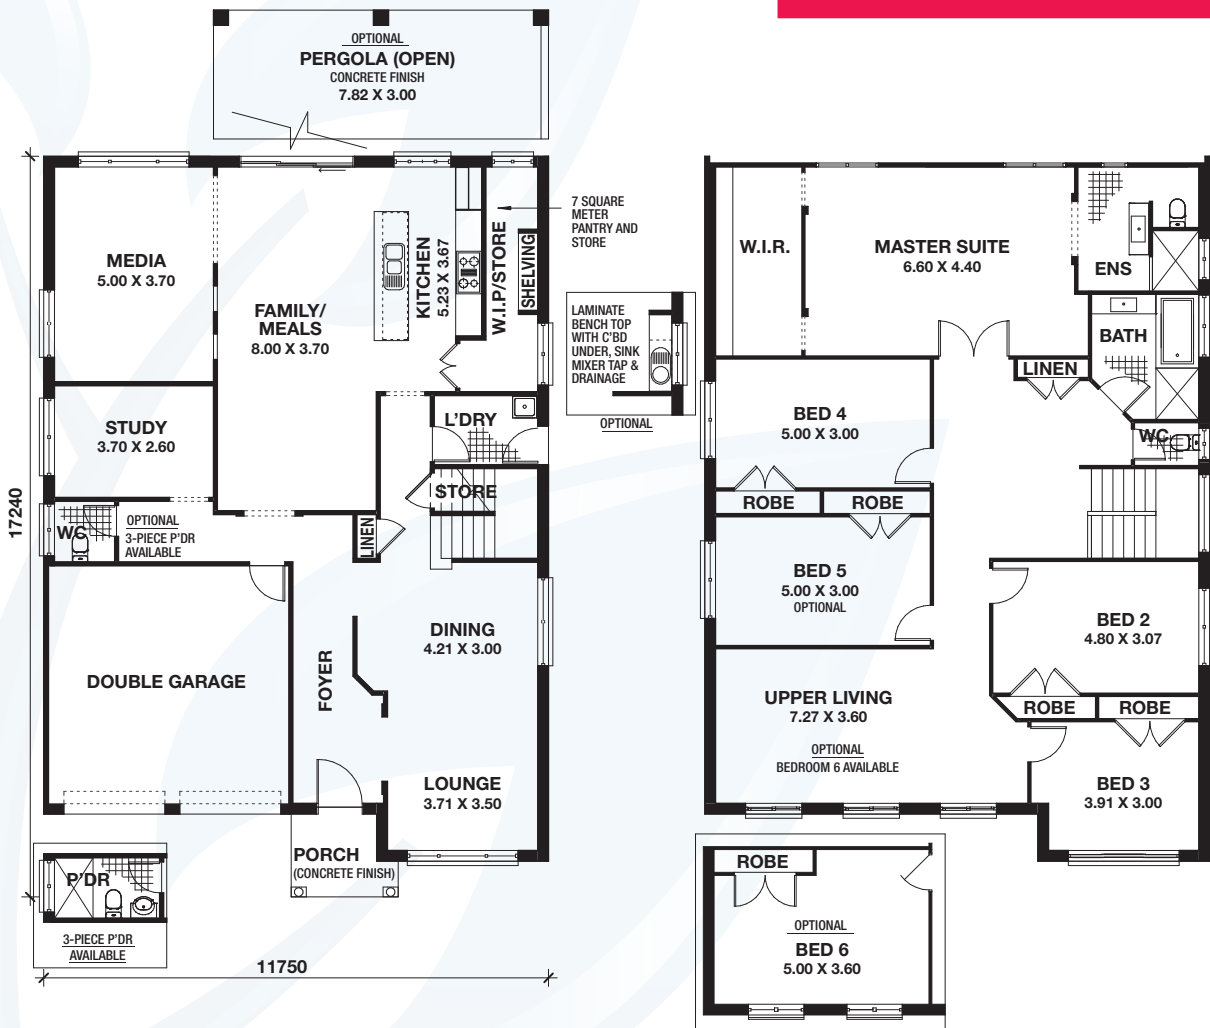 OPTIONAL
PERGOLA (OPEN)
CONCRETE FINISH
7.82 X 3.00
MEDIA
5.00 X 3.70
FAMILY/
MEALS
8.00 X 3.70
KITCHEN
5.23 X 3.67
W.I.P/STORE
SHELVING
7 SQUARE
METER
PANTRY AND
STORE
LAMINATE
BENCH TOP
WITH C'BD
UNDER, SINK
MIXER TAP &
DRAINAGE
OPTIONAL
STUDY
3.70 X 2.60
L'DRY
STORE
WC
OPTIONAL
3-PIECE P'DR
AVAILABLE
LINEN
17240
DOUBLE GARAGE
FOYER
DINING
4.21 X 3.00
LOUNGE
3.71 X 3.50
PORCH
(CONCRETE FINISH)
P'DR
3-PIECE P'DR
AVAILABLE
11750
W.I.R.
MASTER SUITE
6.60 X 4.40
ENS
BATH
LINEN
WC
BED 4
5.00 X 3.00
ROBE
ROBE
BED 5
5.00 X 3.00
OPTIONAL
BED 2
4.80 X 3.07
ROBE
ROBE
UPPER LIVING
7.27 X 3.60
OPTIONAL
BEDROOM 6 AVAILABLE
BED 3
3.91 X 3.00
ROBE
OPTIONAL
BED 6
5.00 X 3.60